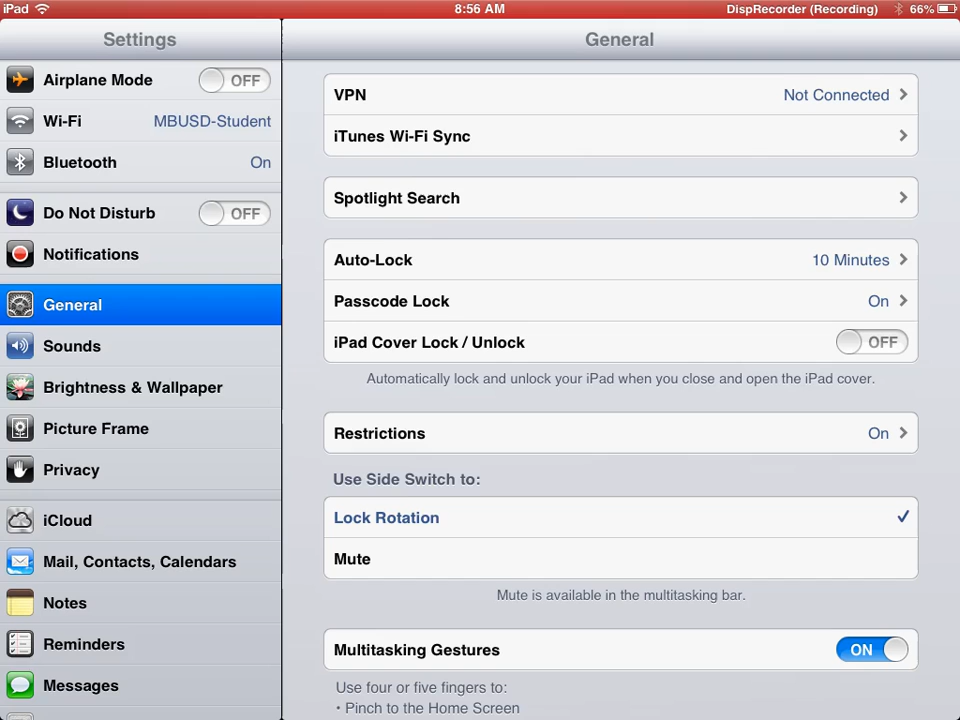 iPad 8:56 AM DispRecorder (Recording) 66%
Settings
Airplane Mode OFF
Wi-Fi MBUSD-Student
Bluetooth On
Do Not Disturb OFF
Notifications
General
Sounds
Brightness & Wallpaper
Picture Frame
Privacy
iCloud
Mail, Contacts, Calendars
Notes
Reminders
Messages
General
VPN Not Connected
iTunes Wi-Fi Sync
Spotlight Search
Auto-Lock 10 Minutes
Passcode Lock On
iPad Cover Lock / Unlock OFF
Automatically lock and unlock your iPad when you close and open the iPad cover.
Restrictions On
Use Side Switch to:
Lock Rotation
Mute
Mute is available in the multitasking bar.
Multitasking Gestures ON
Use four or five fingers to:
• Pinch to the Home Screen